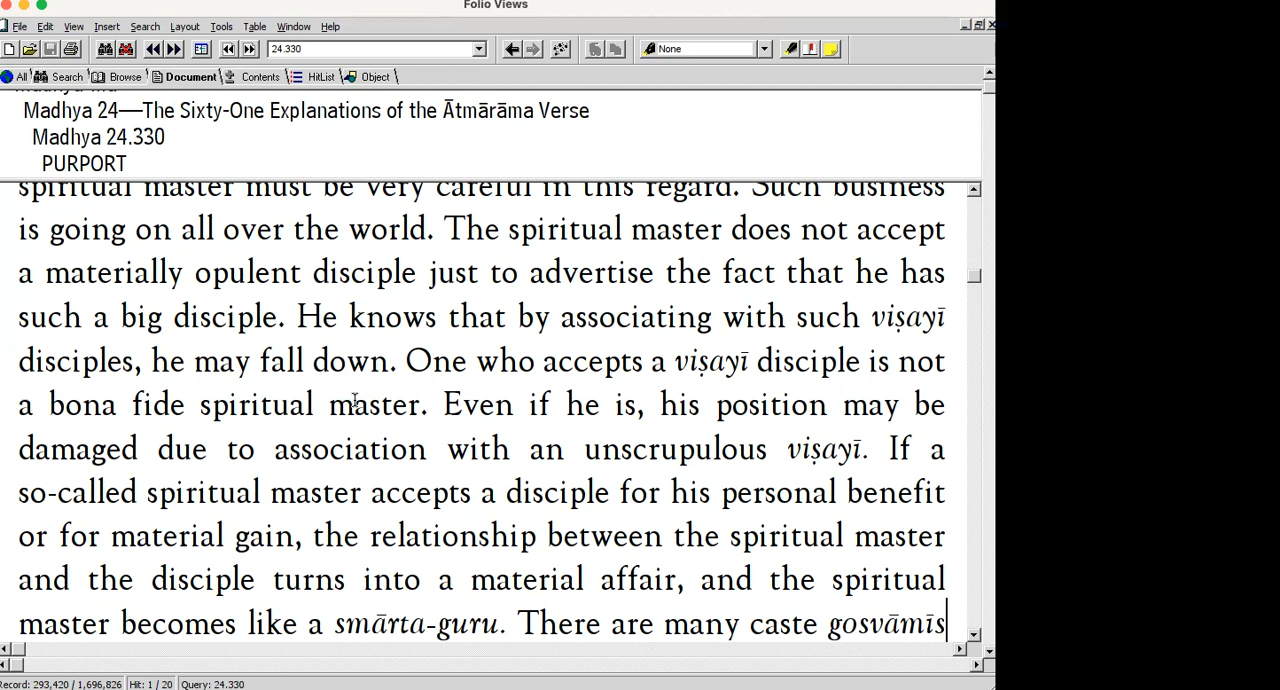 Folio Views
File Edit View Insert Search Layout Tools Table Window Help
24.330
None
All Search Browse Document Contents HitList Object
Madhya 24—The Sixty-One Explanations of the Ātmārāma Verse
Madhya 24.330
PURPORT
spiritual master must be very careful in this regard. Such business
is going on all over the world. The spiritual master does not accept
a materially opulent disciple just to advertise the fact that he has
such a big disciple. He knows that by associating with such viṣayī
disciples, he may fall down. One who accepts a viṣayī disciple is not
a bona fide spiritual master. Even if he is, his position may be
damaged due to association with an unscrupulous viṣayī. If a
so-called spiritual master accepts a disciple for his personal benefit
or for material gain, the relationship between the spiritual master
and the disciple turns into a material affair, and the spiritual
master becomes like a smārta-guru. There are many caste gosvāmīs
Record: 293,420 / 1,696,826 Hit: 1 / 20 Query: 24.330